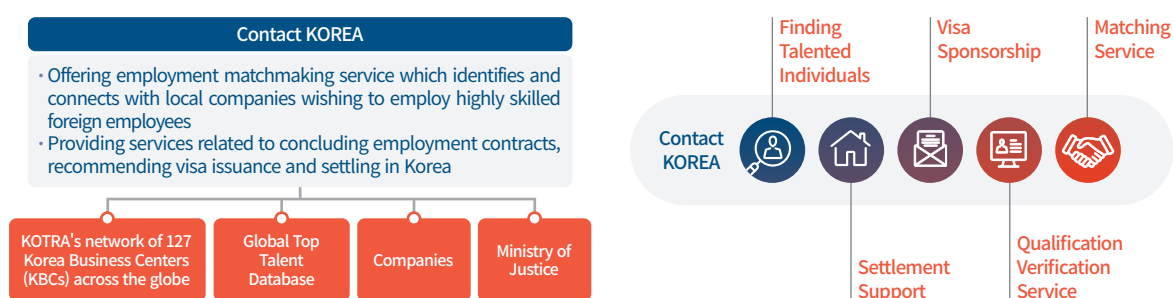 Contact KOREA
· Offering employment matchmaking service which identifies and
connects with local companies wishing to employ highly skilled
foreign employees
· Providing services related to concluding employment contracts,
recommending visa issuance and settling in Korea
KOTRA's network of 127
Korea Business Centers
(KBCs) across the globe
Global Top
Talent
Database
Companies
Ministry of
Justice
Finding
Talented
Individuals
Visa
Sponsorship
Matching
Service
Contact
KOREA
Settlement
Support
Qualification
Verification
Service